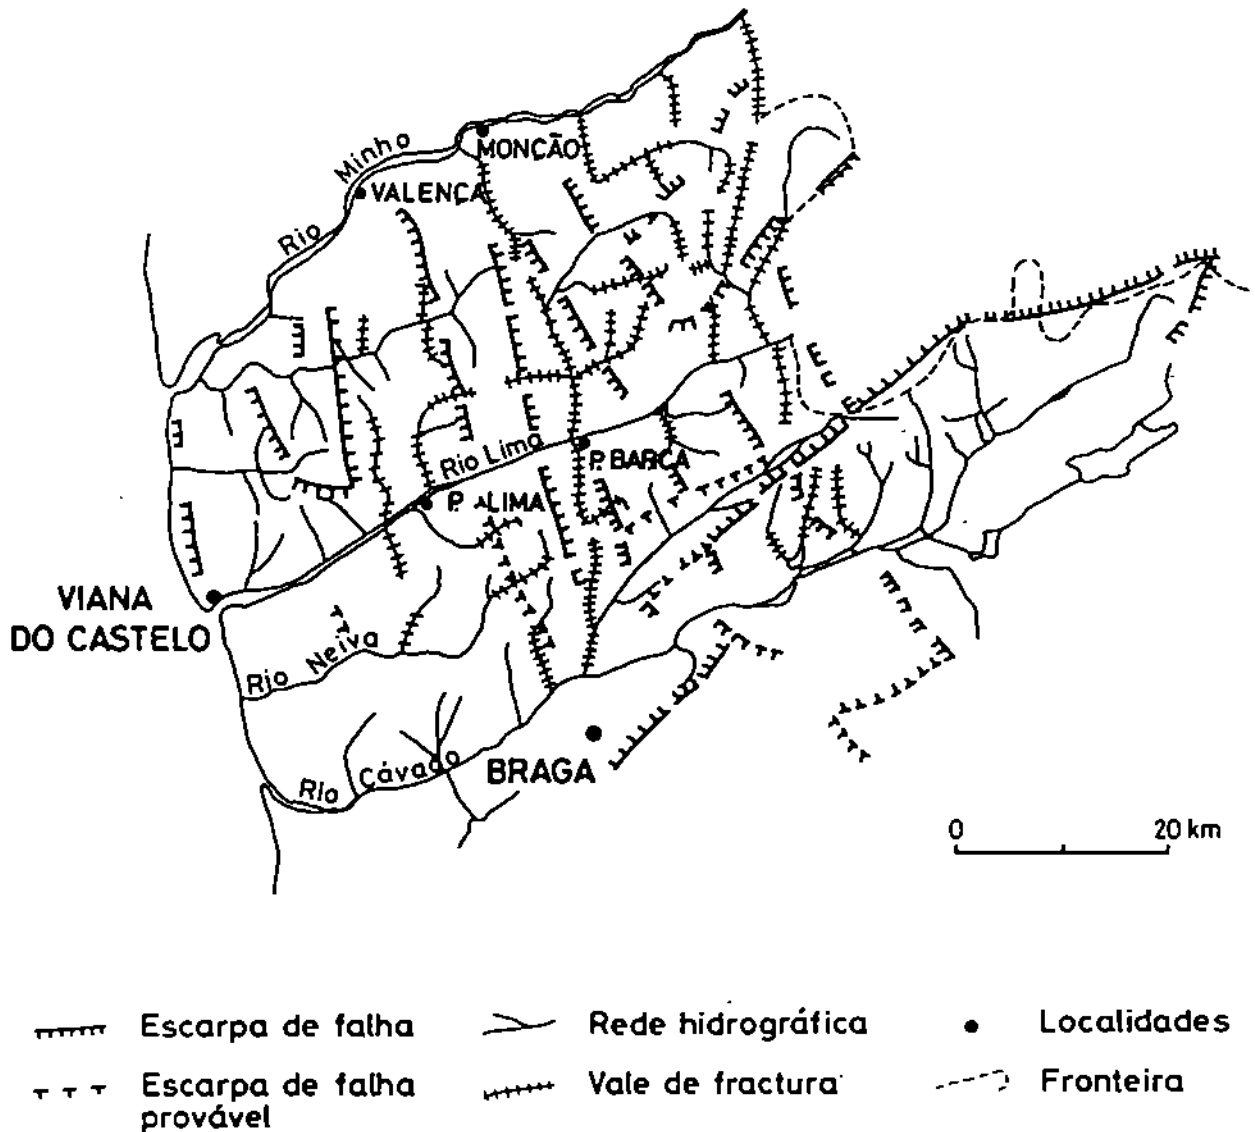 Rio Minho
MONÇÃO
VALENÇA
Rio Lima
P. BARCA
P. LIMA
VIANA
DO CASTELO
Rio Neiva
Rio Cávado
BRAGA
0 20 km
Escarpa de falha
Rede hidrográfica
Localidades
Escarpa de falha
provável
Vale de fractura
Fronteira